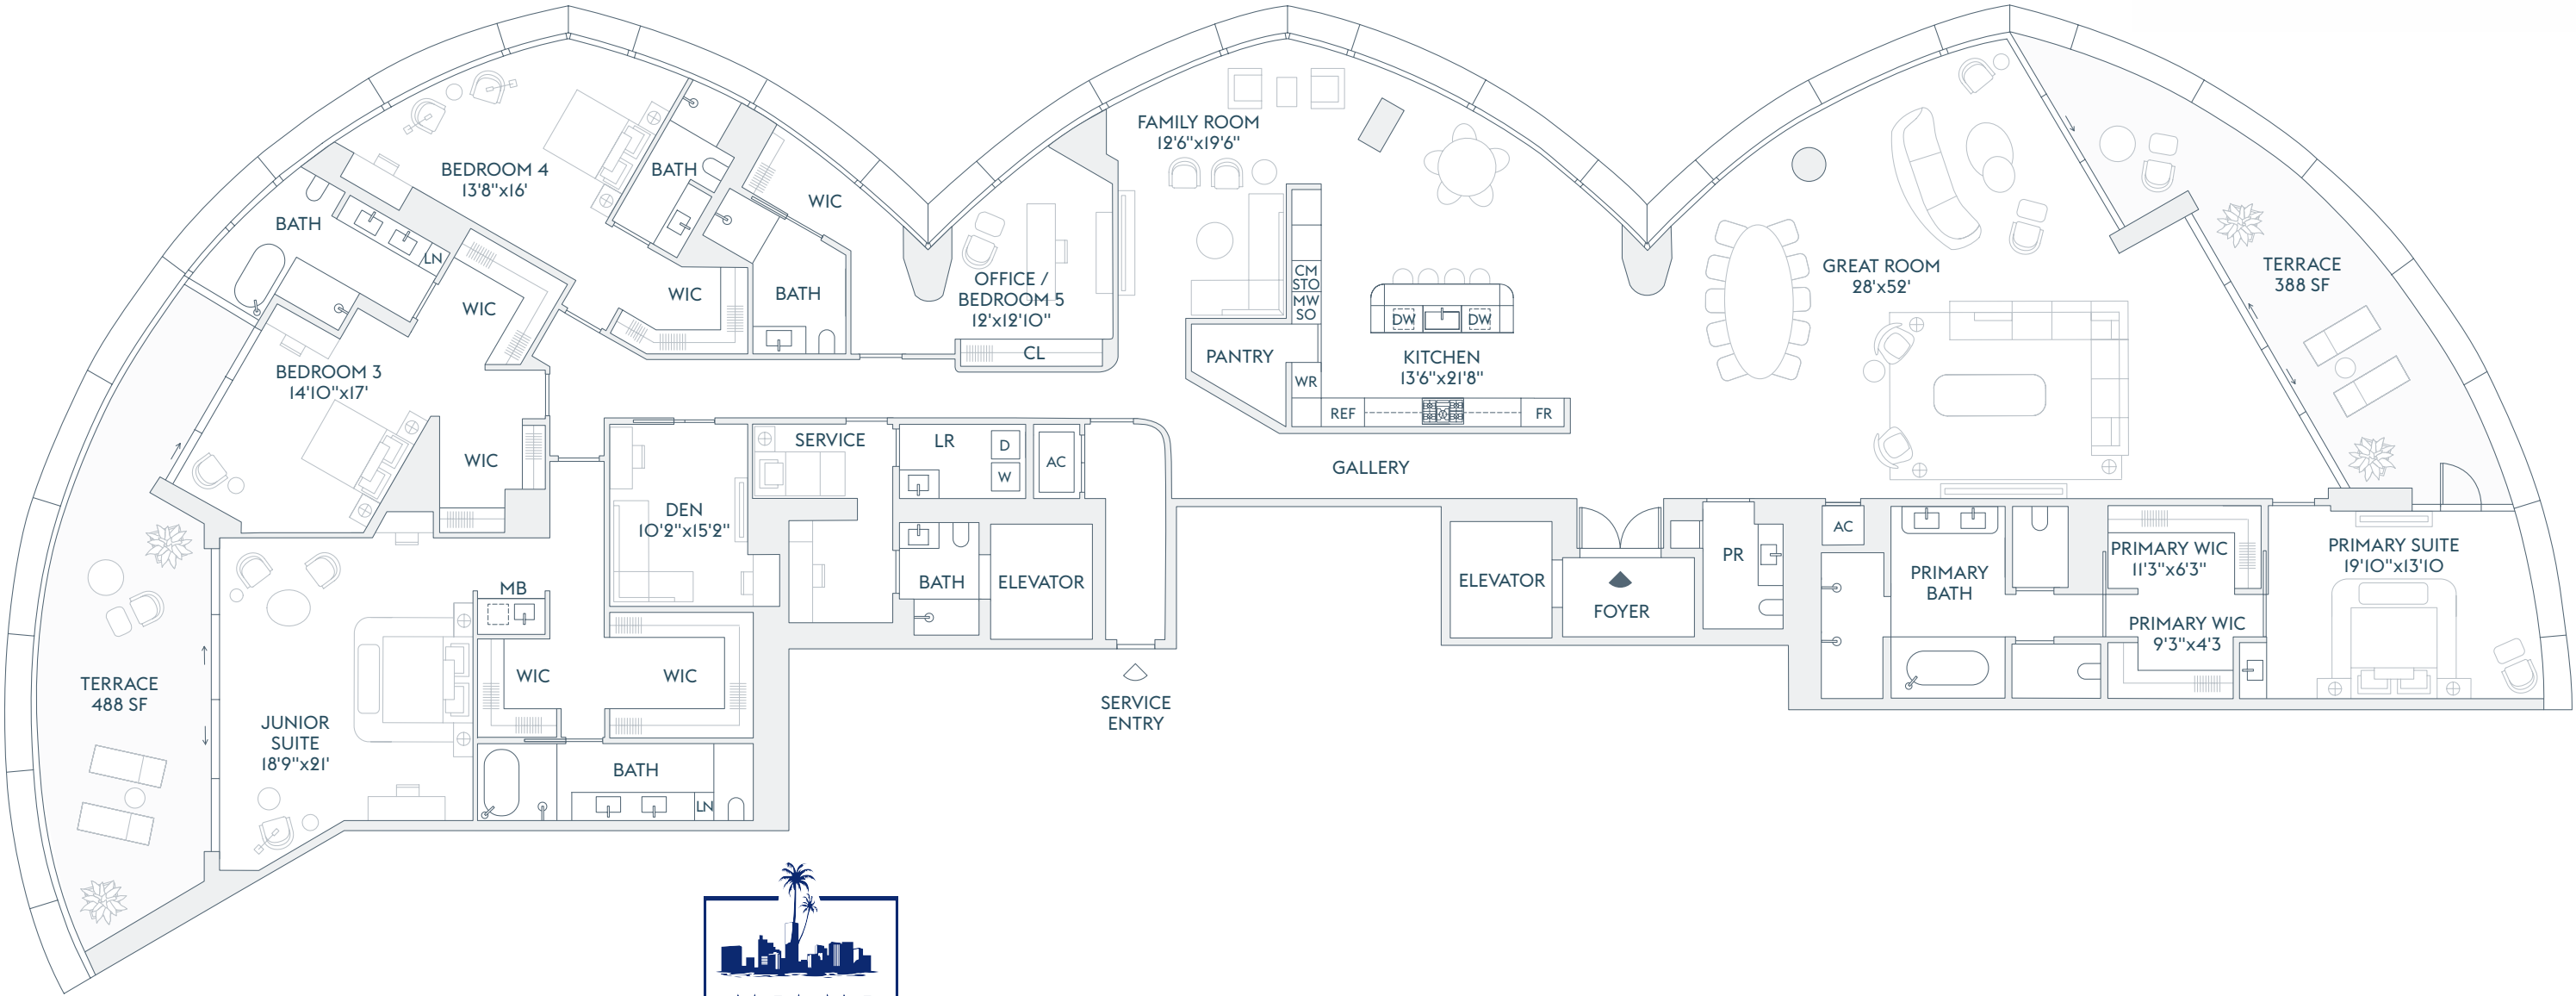 BEDROOM 4
13'8"x16'
BATH
WIC
BATH
LN
WIC
WIC
BATH
BEDROOM 3
14'10"x17'
WIC
OFFICE /
BEDROOM 5
12'x12'10"
CL
FAMILY ROOM
12'6"x19'6"
CM
STO
MW
SO
DW
DW
PANTRY
WR
KITCHEN
13'6"x21'8"
REF
FR
GALLERY
GREAT ROOM
28'x52'
TERRACE
388 SF
SERVICE
LR
D
W
AC
DEN
10'2"x15'2"
BATH
ELEVATOR
MB
WIC
WIC
TERRACE
488 SF
JUNIOR
SUITE
18'9"x21'
BATH
LN
SERVICE
ENTRY
ELEVATOR
FOYER
PR
AC
PRIMARY
BATH
PRIMARY WIC
11'3"x6'3"
PRIMARY WIC
9'3"x4'3
PRIMARY SUITE
19'10"x13'10